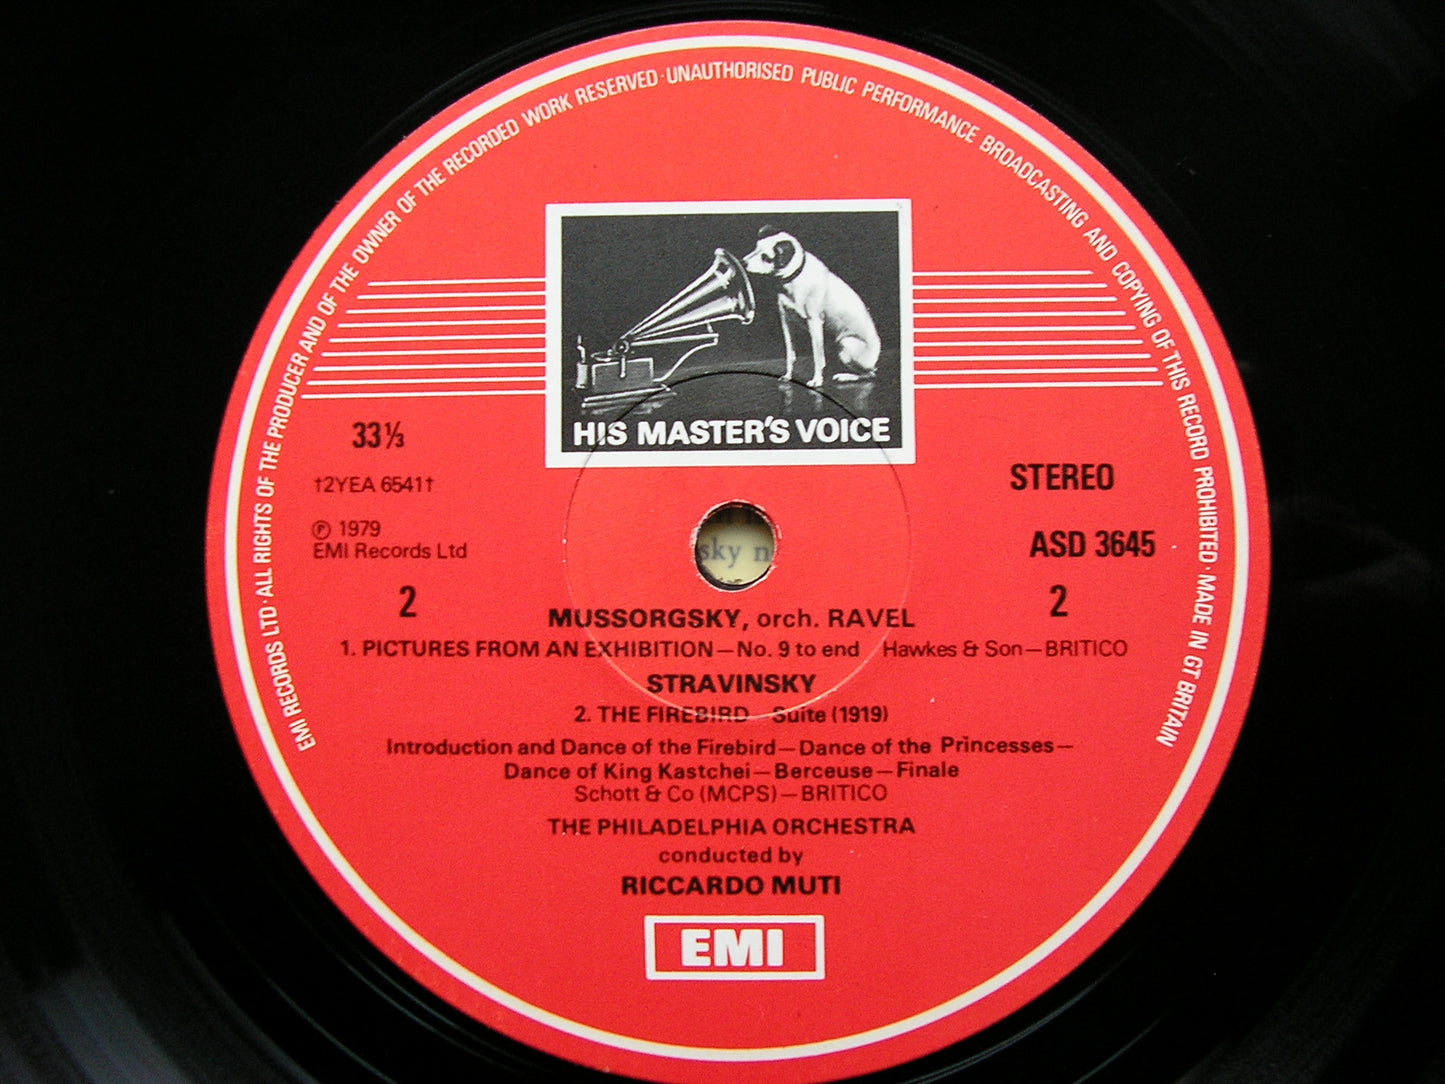 EMI RECORDS LTD · ALL RIGHTS OF THE PRODUCER AND OF THE OWNER OF THE RECORDED WORK RESERVED · UNAUTHORISED PUBLIC PERFORMANCE BROADCASTING AND COPYING OF THIS RECORD PROHIBITED · MADE IN GT BRITAIN
HIS MASTER'S VOICE
33⅓
STEREO
†2YEA 6541†
℗ 1979
EMI Records Ltd
ASD 3645
sky n
2
2
MUSSORGSKY, orch. RAVEL
1. PICTURES FROM AN EXHIBITION—No. 9 to end Hawkes & Son—BRITICO
STRAVINSKY
2. THE FIREBIRD—Suite (1919)
Introduction and Dance of the Firebird—Dance of the Princesses—
Dance of King Kastchei—Berceuse—Finale
Schott & Co (MCPS)—BRITICO
THE PHILADELPHIA ORCHESTRA
conducted by
RICCARDO MUTI
EMI